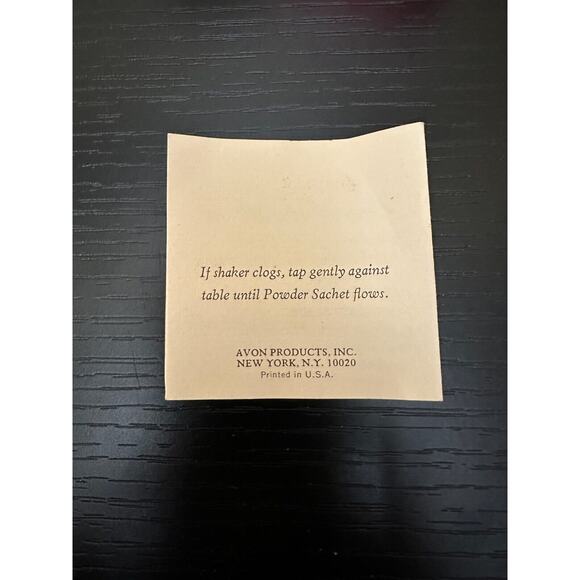 If shaker clogs, tap gently against
table until Powder Sachet flows.
AVON PRODUCTS, INC.
NEW YORK, N.Y. 10020
Printed in U.S.A.